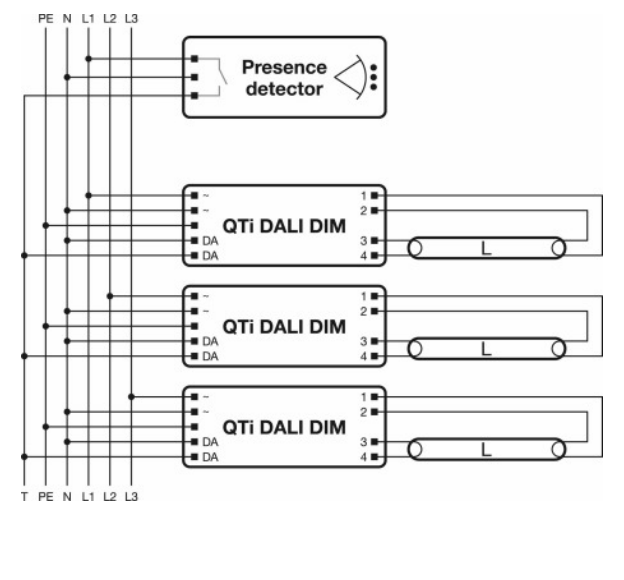 PE N L1 L2 L3
Presence
detector
~ 1
~ 2
QTi DALI DIM
DA 3 L
DA 4
~ 1
~ 2
QTi DALI DIM
DA 3 L
DA 4
~ 1
~ 2
QTi DALI DIM
DA 3 L
DA 4
T PE N L1 L2 L3